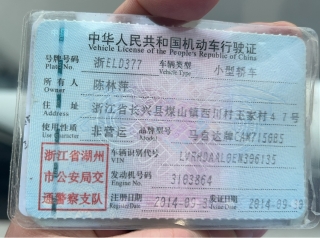 中华人民共和国机动车行驶证
Vehicle License of the People's Republic of China
号牌号码 浙ELD377 车辆类型 小型轿车
Plate No. Vehicle Type
所有人 陈林萍
Owner
住址 浙江省长兴县煤山镇西川村王家村47号
Address
使用性质 非营运 品牌型号 马自达牌CAM7158B5
Use Character Model
浙江省湖州 车辆识别代号
VIN
市公安局交 发动机号码 3103864
Engine No.
通警察支队 注册日期 2014-09-30 发证日期 2014-09-30
Register Date Issue Date